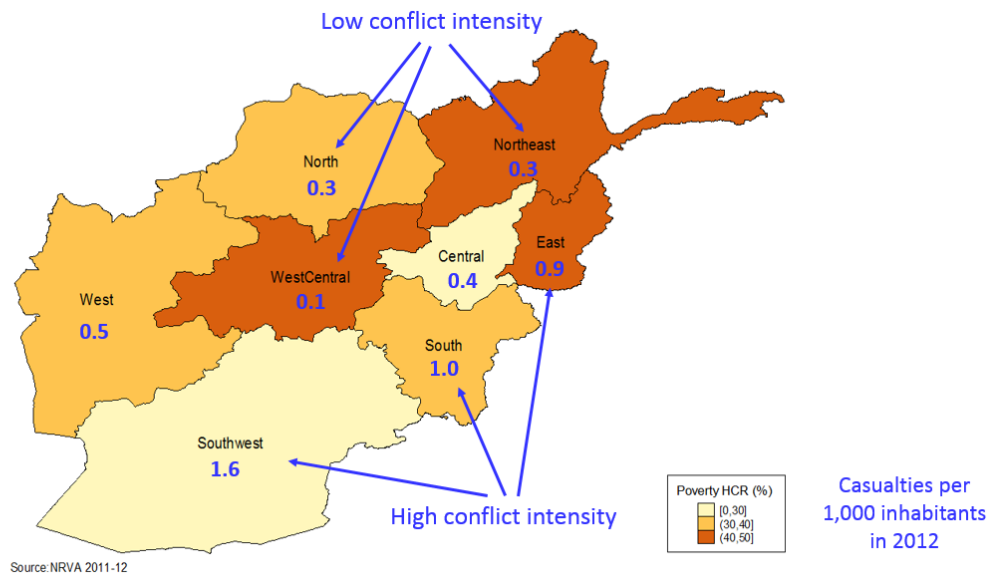 Low conflict intensity
North
0.3
Northeast
0.3
Central
0.4
East
0.9
WestCentral
0.1
West
0.5
South
1.0
Southwest
1.6
High conflict intensity
Poverty HCR (%)
[0,30]
(30,40]
(40,50]
Casualties per
1,000 inhabitants
in 2012
Source:NRVA 2011-12